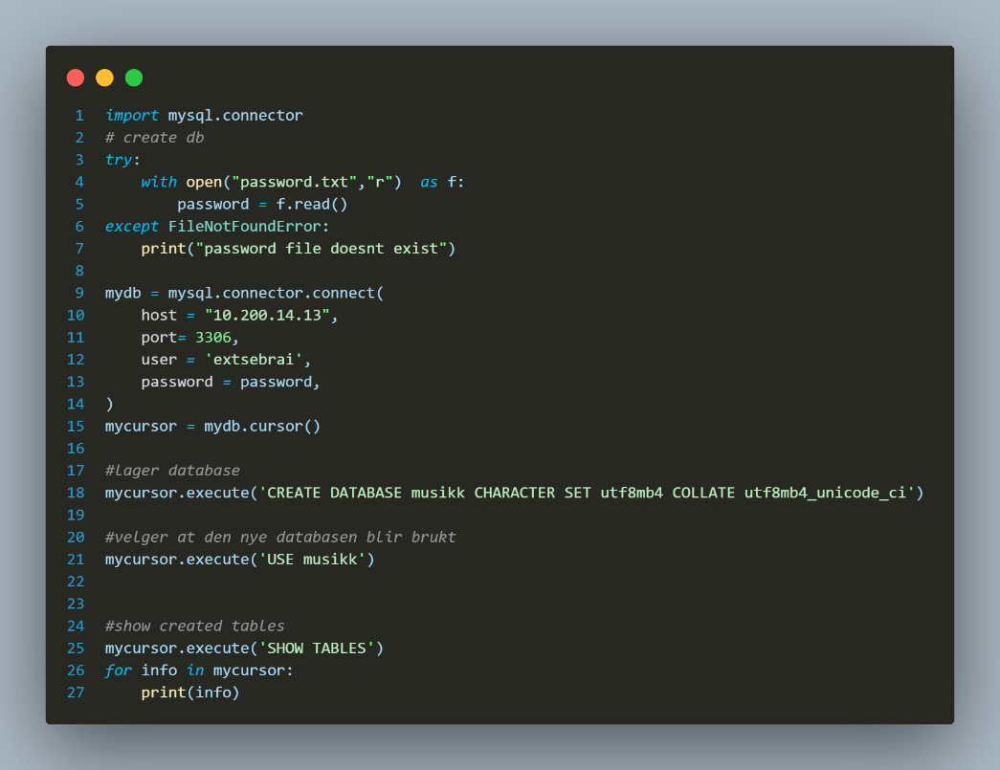 1 import mysql.connector
2 # create db
3 try:
4     with open("password.txt","r")  as f:
5         password = f.read()
6 except FileNotFoundError:
7     print("password file doesnt exist")
8
9 mydb = mysql.connector.connect(
10     host = "10.200.14.13",
11     port= 3306,
12     user = 'extsebrai',
13     password = password,
14 )
15 mycursor = mydb.cursor()
16
17 #lager database
18 mycursor.execute('CREATE DATABASE musikk CHARACTER SET utf8mb4 COLLATE utf8mb4_unicode_ci')
19
20 #velger at den nye databasen blir brukt
21 mycursor.execute('USE musikk')
22
23
24 #show created tables
25 mycursor.execute('SHOW TABLES')
26 for info in mycursor:
27     print(info)